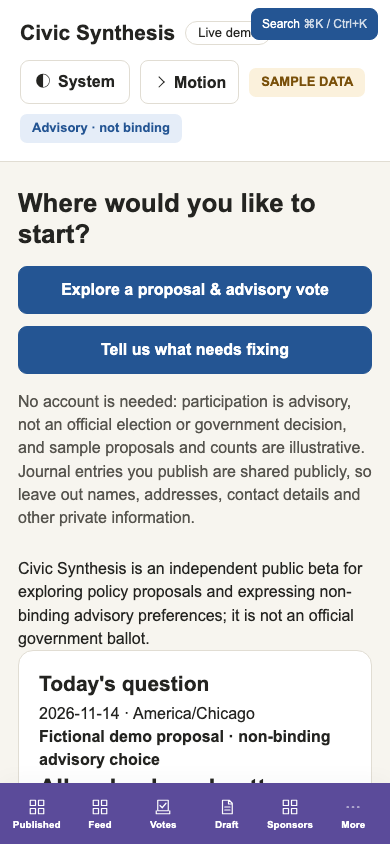 Civic Synthesis
Search ⌘K / Ctrl+K
System
Motion
SAMPLE DATA
Advisory · not binding
Where would you like to
start?
Explore a proposal & advisory vote
Tell us what needs fixing
No account is needed: participation is advisory,
not an official election or government decision,
and sample proposals and counts are illustrative.
Journal entries you publish are shared publicly, so
leave out names, addresses, contact details and
other private information.
Civic Synthesis is an independent public beta for
exploring policy proposals and expressing non-
binding advisory preferences; it is not an official
government ballot.
Today's question
2026-11-14 · America/Chicago
Fictional demo proposal · non-binding
advisory choice
Published
Feed
Votes
Draft
Sponsors
More